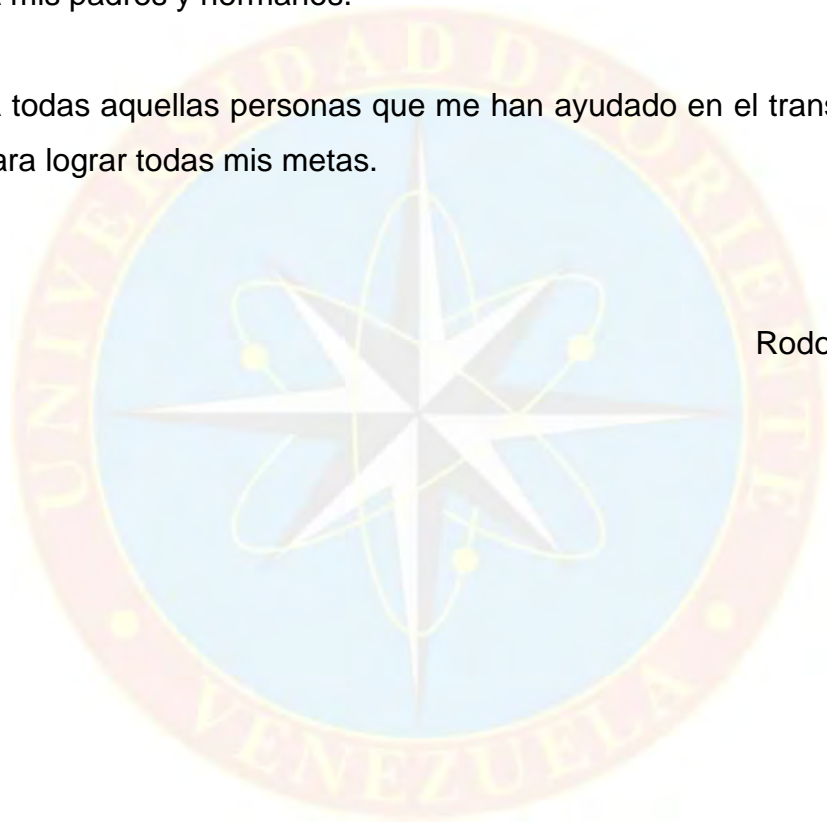 mis padres y hermanos.
todas aquellas personas que me han ayudado en el trans
ara lograr todas mis metas.
Rodo
UNIVERSIDAD DE ORIENTE
VENEZUELA